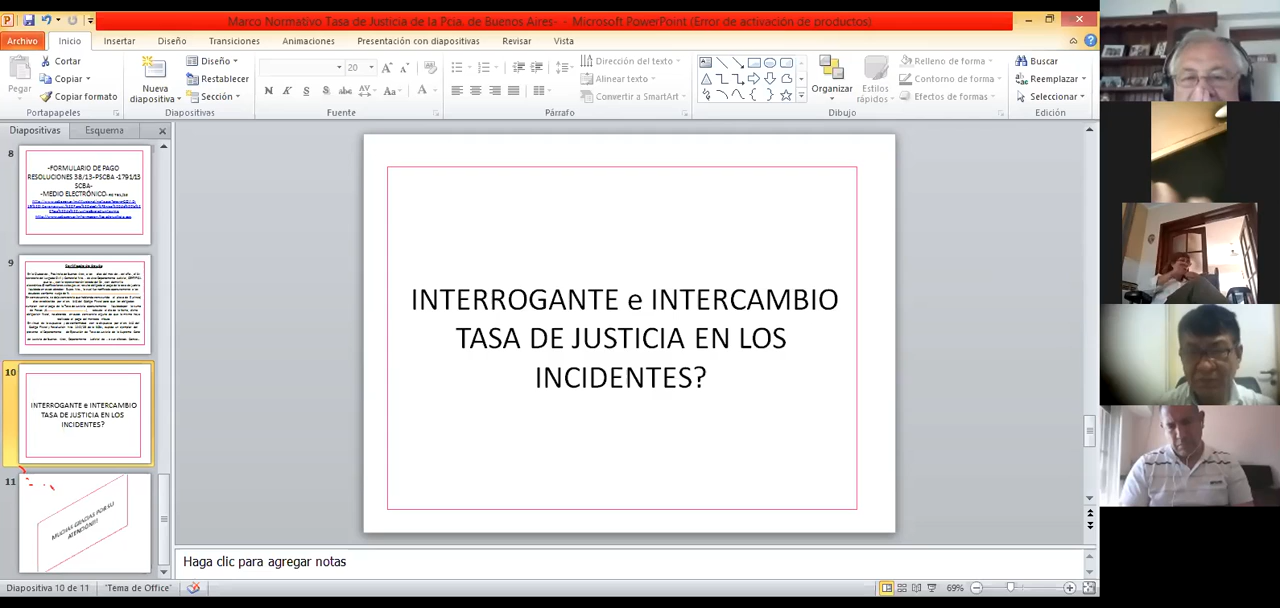 Marco Normativo Tasa de Justicia de la Pcia. de Buenos Aires- - Microsoft PowerPoint (Error de activación de productos)
Archivo Inicio Insertar Diseño Transiciones Animaciones Presentación con diapositivas Revisar Vista
Pegar
Cortar
Copiar
Copiar formato
Portapapeles
Nueva
diapositiva
Diseño
Restablecer
Sección
Diapositivas
20
Fuente
Dirección del texto
Alinear texto
Convertir a SmartArt
Párrafo
Organizar
Estilos
rápidos
Relleno de forma
Contorno de forma
Efectos de formas
Dibujo
Buscar
Reemplazar
Seleccionar
Edición
Diapositivas Esquema
8
-FORMULARIO DE PAGO
RESOLUCIONES 38/13-PSCBA -1791/13
SCBA-
-MEDIO ELECTRÓNICO-
9
10
INTERROGANTE e INTERCAMBIO
TASA DE JUSTICIA EN LOS
INCIDENTES?
11
MUCHAS GRACIAS POR SU
ATENCIÓN!!!
INTERROGANTE e INTERCAMBIO
TASA DE JUSTICIA EN LOS
INCIDENTES?
Haga clic para agregar notas
Diapositiva 10 de 11 "Tema de Office" 69%